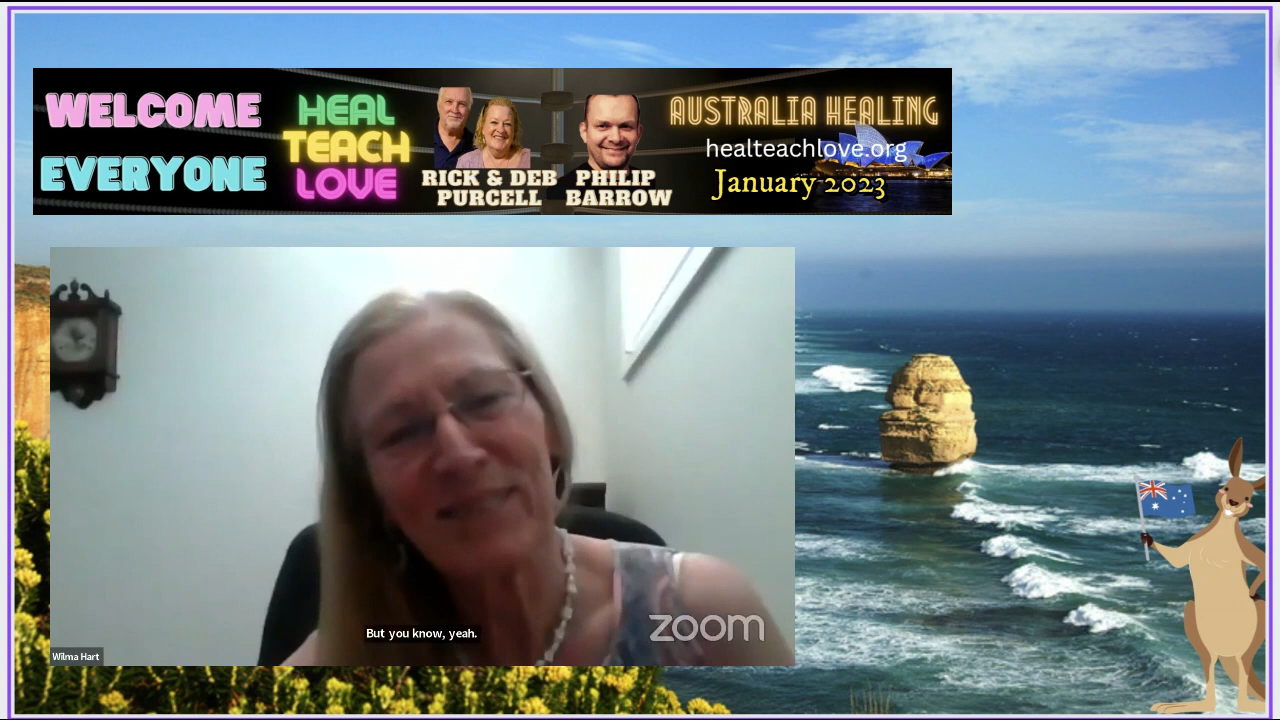 WELCOME
EVERYONE
HEAL
TEACH
LOVE
RICK & DEB
PURCELL
PHILIP
BARROW
AUSTRALIA HEALING
healteachlove.org
January 2023
But you know, yeah.
zoom
Wilma Hart